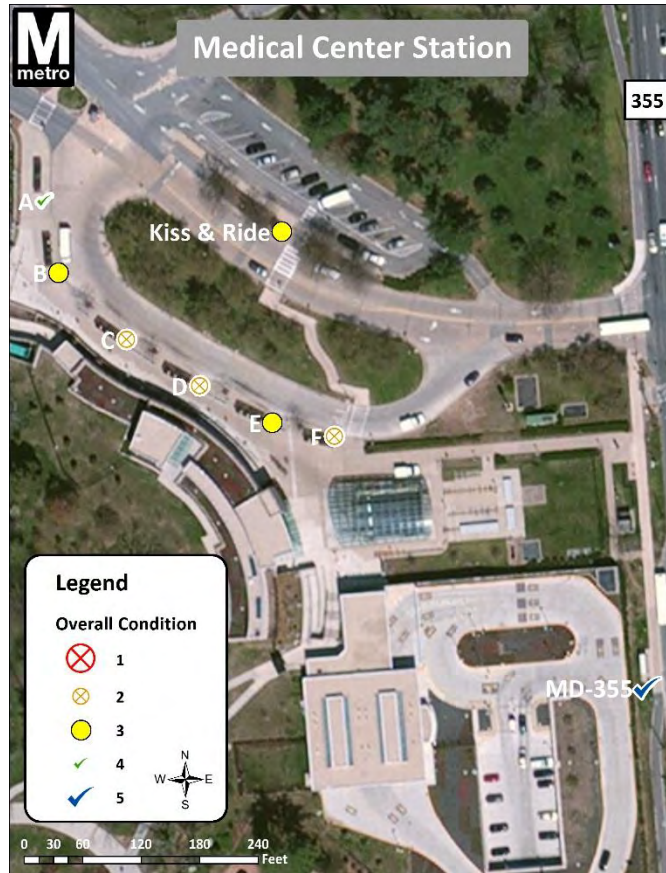 M
metro
Medical Center Station
355
A
Kiss & Ride
B
C
D
E
F
MD-355
Legend
Overall Condition
1
2
3
4
5
N
W E
S
0 30 60 120 180 240
Feet